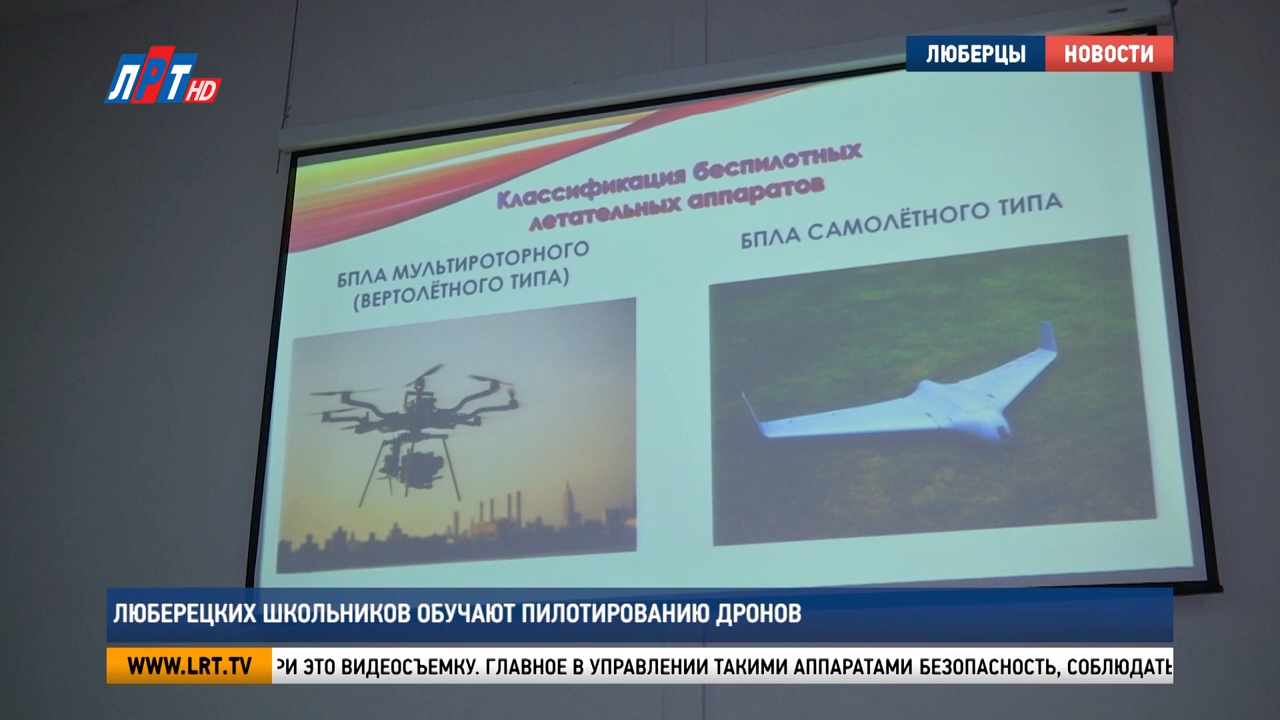 ЛРТ HD
ЛЮБЕРЦЫ НОВОСТИ
Классификация беспилотных
летательных аппаратов
БПЛА МУЛЬТИРОТОРНОГО
(ВЕРТОЛЁТНОГО ТИПА)
БПЛА САМОЛЁТНОГО ТИПА
ЛЮБЕРЕЦКИХ ШКОЛЬНИКОВ ОБУЧАЮТ ПИЛОТИРОВАНИЮ ДРОНОВ
WWW.LRT.TV РИ ЭТО ВИДЕОСЪЕМКУ. ГЛАВНОЕ В УПРАВЛЕНИИ ТАКИМИ АППАРАТАМИ БЕЗОПАСНОСТЬ, СОБЛЮДАТЬ